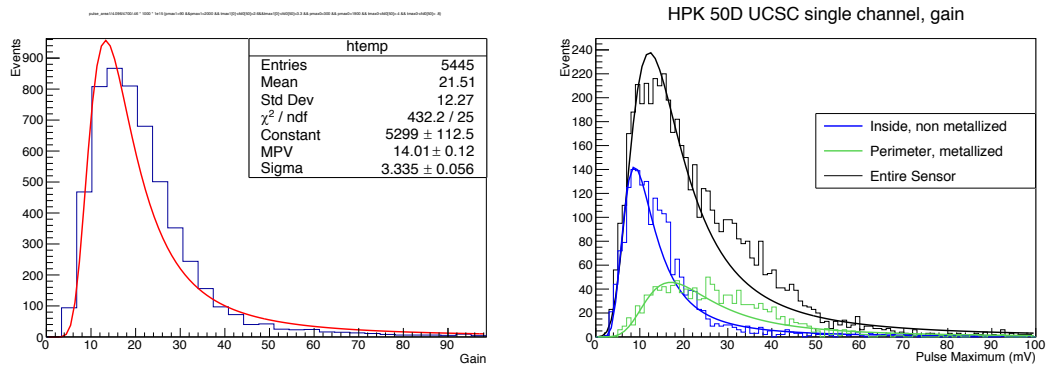 HPK 50D UCSC single channel, gain
Events
htemp
Entries 5445
Mean 21.51
Std Dev 12.27
χ² / ndf 432.2 / 25
Constant 5299 ± 112.5
MPV 14.01 ± 0.12
Sigma 3.335 ± 0.056
900
800
700
600
500
400
300
200
100
0
0 10 20 30 40 50 60 70 80 90
Gain
Events
240
220
200
180
160
140
120
100
80
60
40
20
0
Inside, non metallized
Perimeter, metallized
Entire Sensor
0 10 20 30 40 50 60 70 80 90 100
Pulse Maximum (mV)